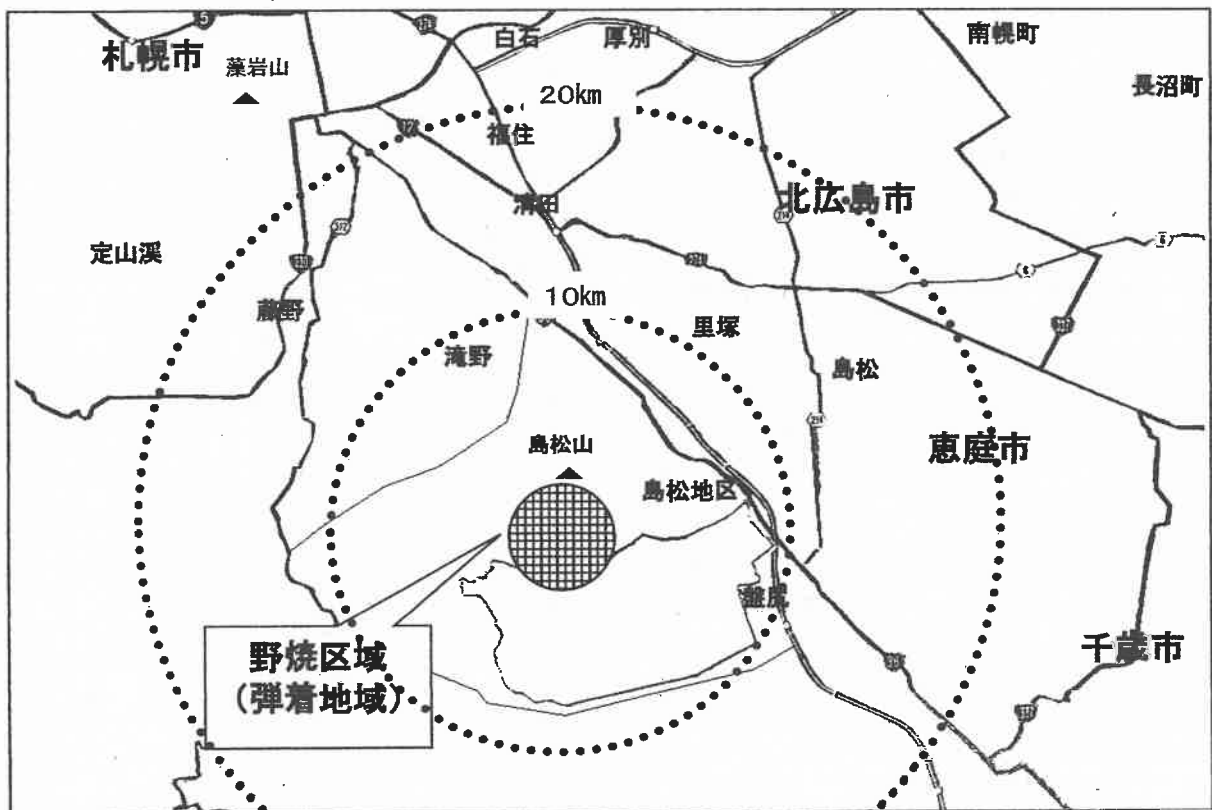 白石
厚別
南幌町
札幌市
藻岩山
長沼町
20km
福住
清田
北広島市
定山渓
10km
藤野
里塚
滝野
島松
島松山
恵庭市
島松地区
盤尻
野焼区域
(弾着地域)
千歳市